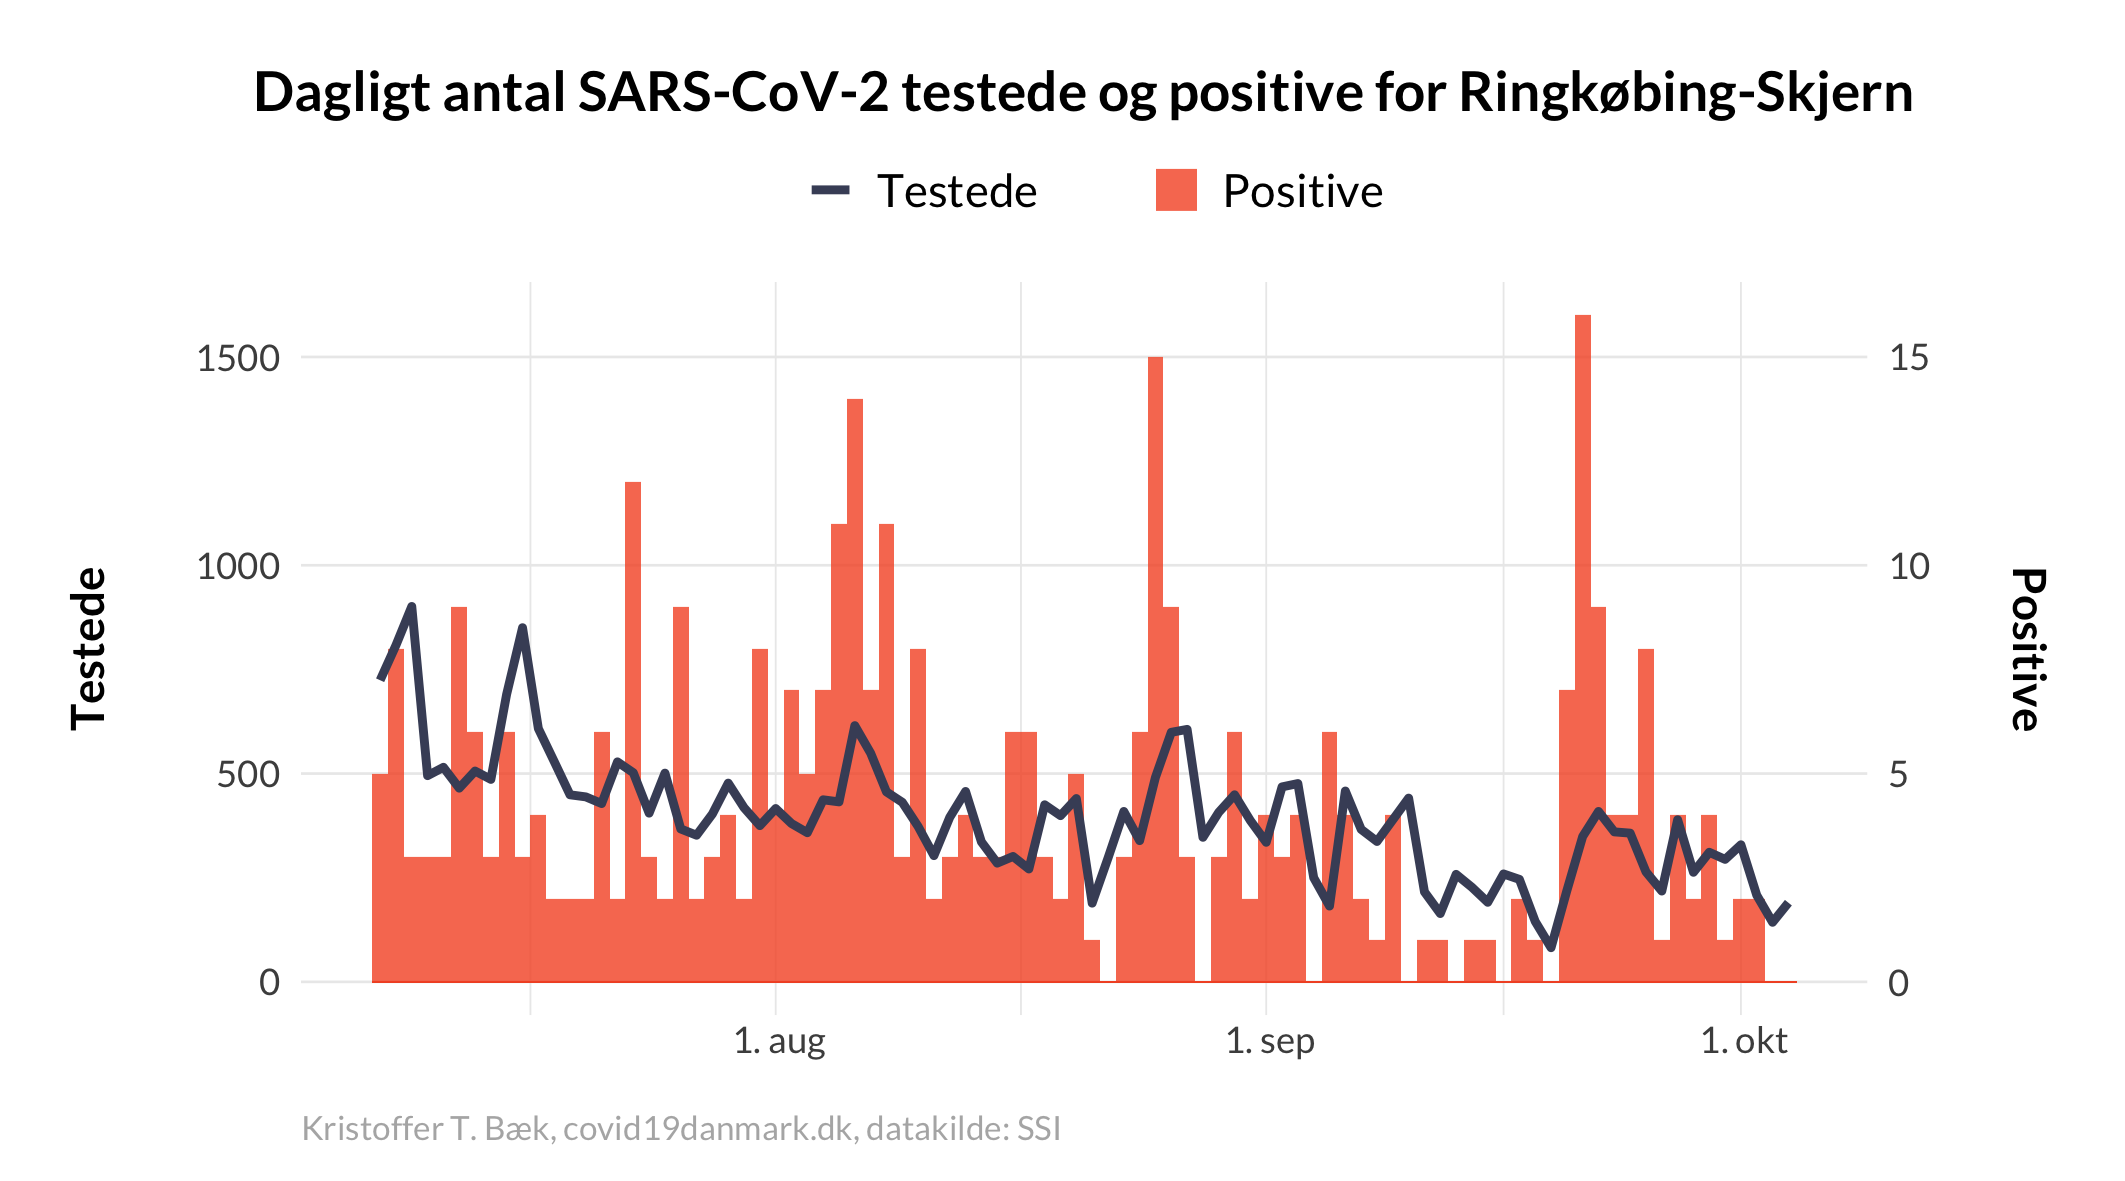 Dagligt antal SARS-CoV-2 testede og positive for Ringkøbing-Skjern
Testede
Positive
1500
1000
500
0
Testede
15
10
5
0
Positive
1. aug
1. sep
1. okt
Kristoffer T. Bæk, covid19danmark.dk, datakilde: SSI